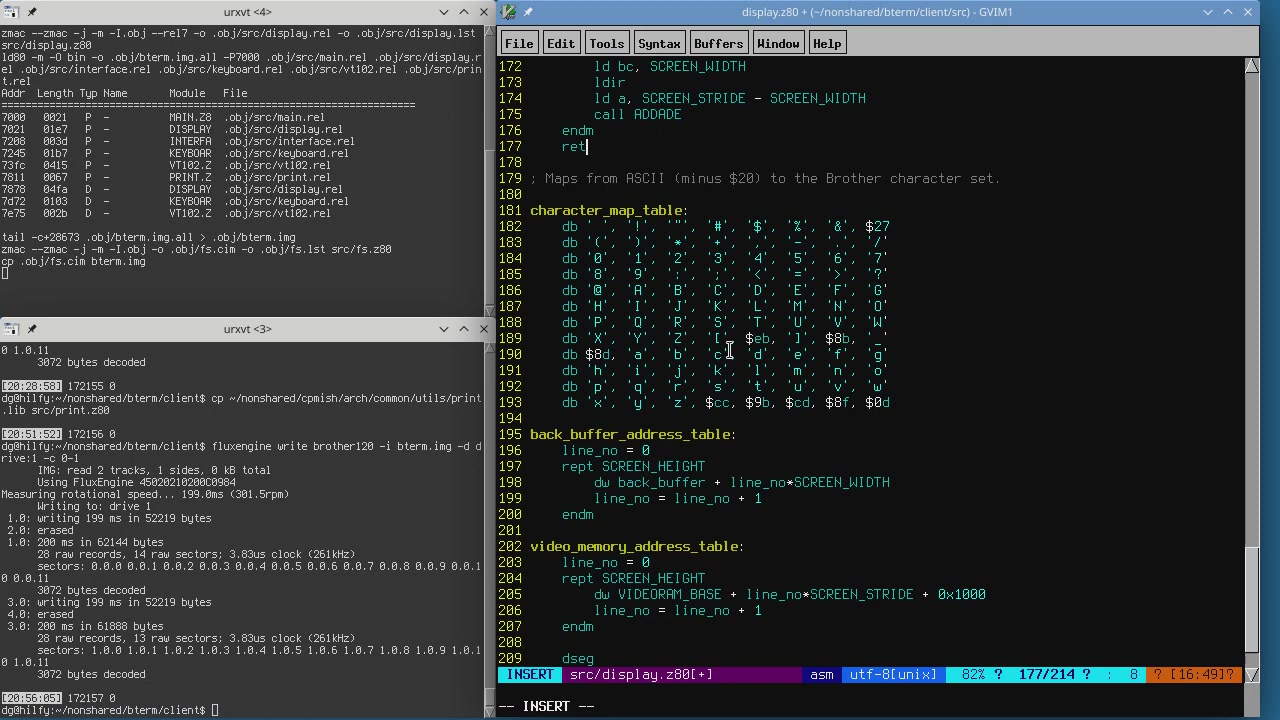 urxvt <4>
zmac --zmac -j -m -I.obj --rel7 -o .obj/src/display.rel -o .obj/src/display.lst
src/display.z80
ld80 -m -O bin -o .obj/bterm.img.all -P7000 .obj/src/main.rel .obj/src/display.r
el .obj/src/interface.rel .obj/src/keyboard.rel .obj/src/vt102.rel .obj/src/prin
t.rel
Addr Length Typ Name Module File
================================================================
7000 0021 P - MAIN.Z8 .obj/src/main.rel
7021 01e7 P - DISPLAY .obj/src/display.rel
7208 003d P - INTERFA .obj/src/interface.rel
7245 01b7 P - KEYBOAR .obj/src/keyboard.rel
73fc 0415 P - VT102.Z .obj/src/vt102.rel
7811 0067 P - PRINT.Z .obj/src/print.rel
7878 04fa D - DISPLAY .obj/src/display.rel
7d72 0103 D - KEYBOAR .obj/src/keyboard.rel
7e75 002b D - VT102.Z .obj/src/vt102.rel
tail -c+28673 .obj/bterm.img.all > .obj/bterm.img
zmac --zmac -j -m -I.obj -o .obj/fs.cim -o .obj/fs.lst src/fs.z80
cp .obj/fs.cim bterm.img
urxvt <3>
0 1.0.11
3072 bytes decoded
[20:28:58] 172155 0
dg@hilfy:/nonshared/bterm/client$ cp ~/nonshared/cpmish/arch/common/utils/print
.lib src/print.z80
[20:51:52] 172156 0
dg@hilfy:/nonshared/bterm/client$ fluxengine write brother120 -i bterm.img -d d
rive:1 -c 0-1
IMG: read 2 tracks, 1 sides, 0 kB total
Using FluxEngine 4502021020C0984
Measuring rotational speed... 199.0ms (301.5rpm)
Writing to: drive 1
1.0: writing 199 ms in 52219 bytes
2.0: erased
1.0: 200 ms in 62144 bytes
28 raw records, 14 raw sectors; 3.83us clock (261kHz)
sectors: 0.0.0 0.0.1 0.0.2 0.0.3 0.0.4 0.0.5 0.0.6 0.0.7 0.0.8 0.0.9 0.0.1
0 0.0.11
3072 bytes decoded
3.0: writing 199 ms in 52219 bytes
4.0: erased
3.0: 200 ms in 61888 bytes
28 raw records, 13 raw sectors; 3.83us clock (261kHz)
sectors: 1.0.0 1.0.1 1.0.2 1.0.3 1.0.4 1.0.5 1.0.6 1.0.7 1.0.8 1.0.9 1.0.1
0 1.0.11
3072 bytes decoded
[20:56:05] 172157 0
dg@hilfy:/nonshared/bterm/client$
display.z80 + (~/nonshared/bterm/client/src) - GVIM1
File Edit Tools Syntax Buffers Window Help
172 ld bc, SCREEN_WIDTH
173 ldir
174 ld a, SCREEN_STRIDE - SCREEN_WIDTH
175 call ADDADE
176 endm
177 ret
178
179 ; Maps from ASCII (minus $20) to the Brother character set.
180
181 character_map_table:
182 db ' ', '!', '"', '#', '$', '%', '&', $27
183 db '(', ')', '*', '+', ',', '-', '.', '/'
184 db '0', '1', '2', '3', '4', '5', '6', '7'
185 db '8', '9', ':', ';', '<', '=', '>', '?'
186 db '@', 'A', 'B', 'C', 'D', 'E', 'F', 'G'
187 db 'H', 'I', 'J', 'K', 'L', 'M', 'N', 'O'
188 db 'P', 'Q', 'R', 'S', 'T', 'U', 'V', 'W'
189 db 'X', 'Y', 'Z', '[', $eb, ']', $8b, '_'
190 db $8d, 'a', 'b', 'c', 'd', 'e', 'f', 'g'
191 db 'h', 'i', 'j', 'k', 'l', 'm', 'n', 'o'
192 db 'p', 'q', 'r', 's', 't', 'u', 'v', 'w'
193 db 'x', 'y', 'z', $cc, $9b, $cd, $8f, $0d
194
195 back_buffer_address_table:
196 line_no = 0
197 rept SCREEN_HEIGHT
198 dw back_buffer + line_no*SCREEN_WIDTH
199 line_no = line_no + 1
200 endm
201
202 video_memory_address_table:
203 line_no = 0
204 rept SCREEN_HEIGHT
205 dw VIDEORAM_BASE + line_no*SCREEN_STRIDE + 0x1000
206 line_no = line_no + 1
207 endm
208
209 dseg
INSERT src/display.z80[+] asm utf-8[unix] 82% ? 177/214 ? : 8 ? [16:49]?
-- INSERT --